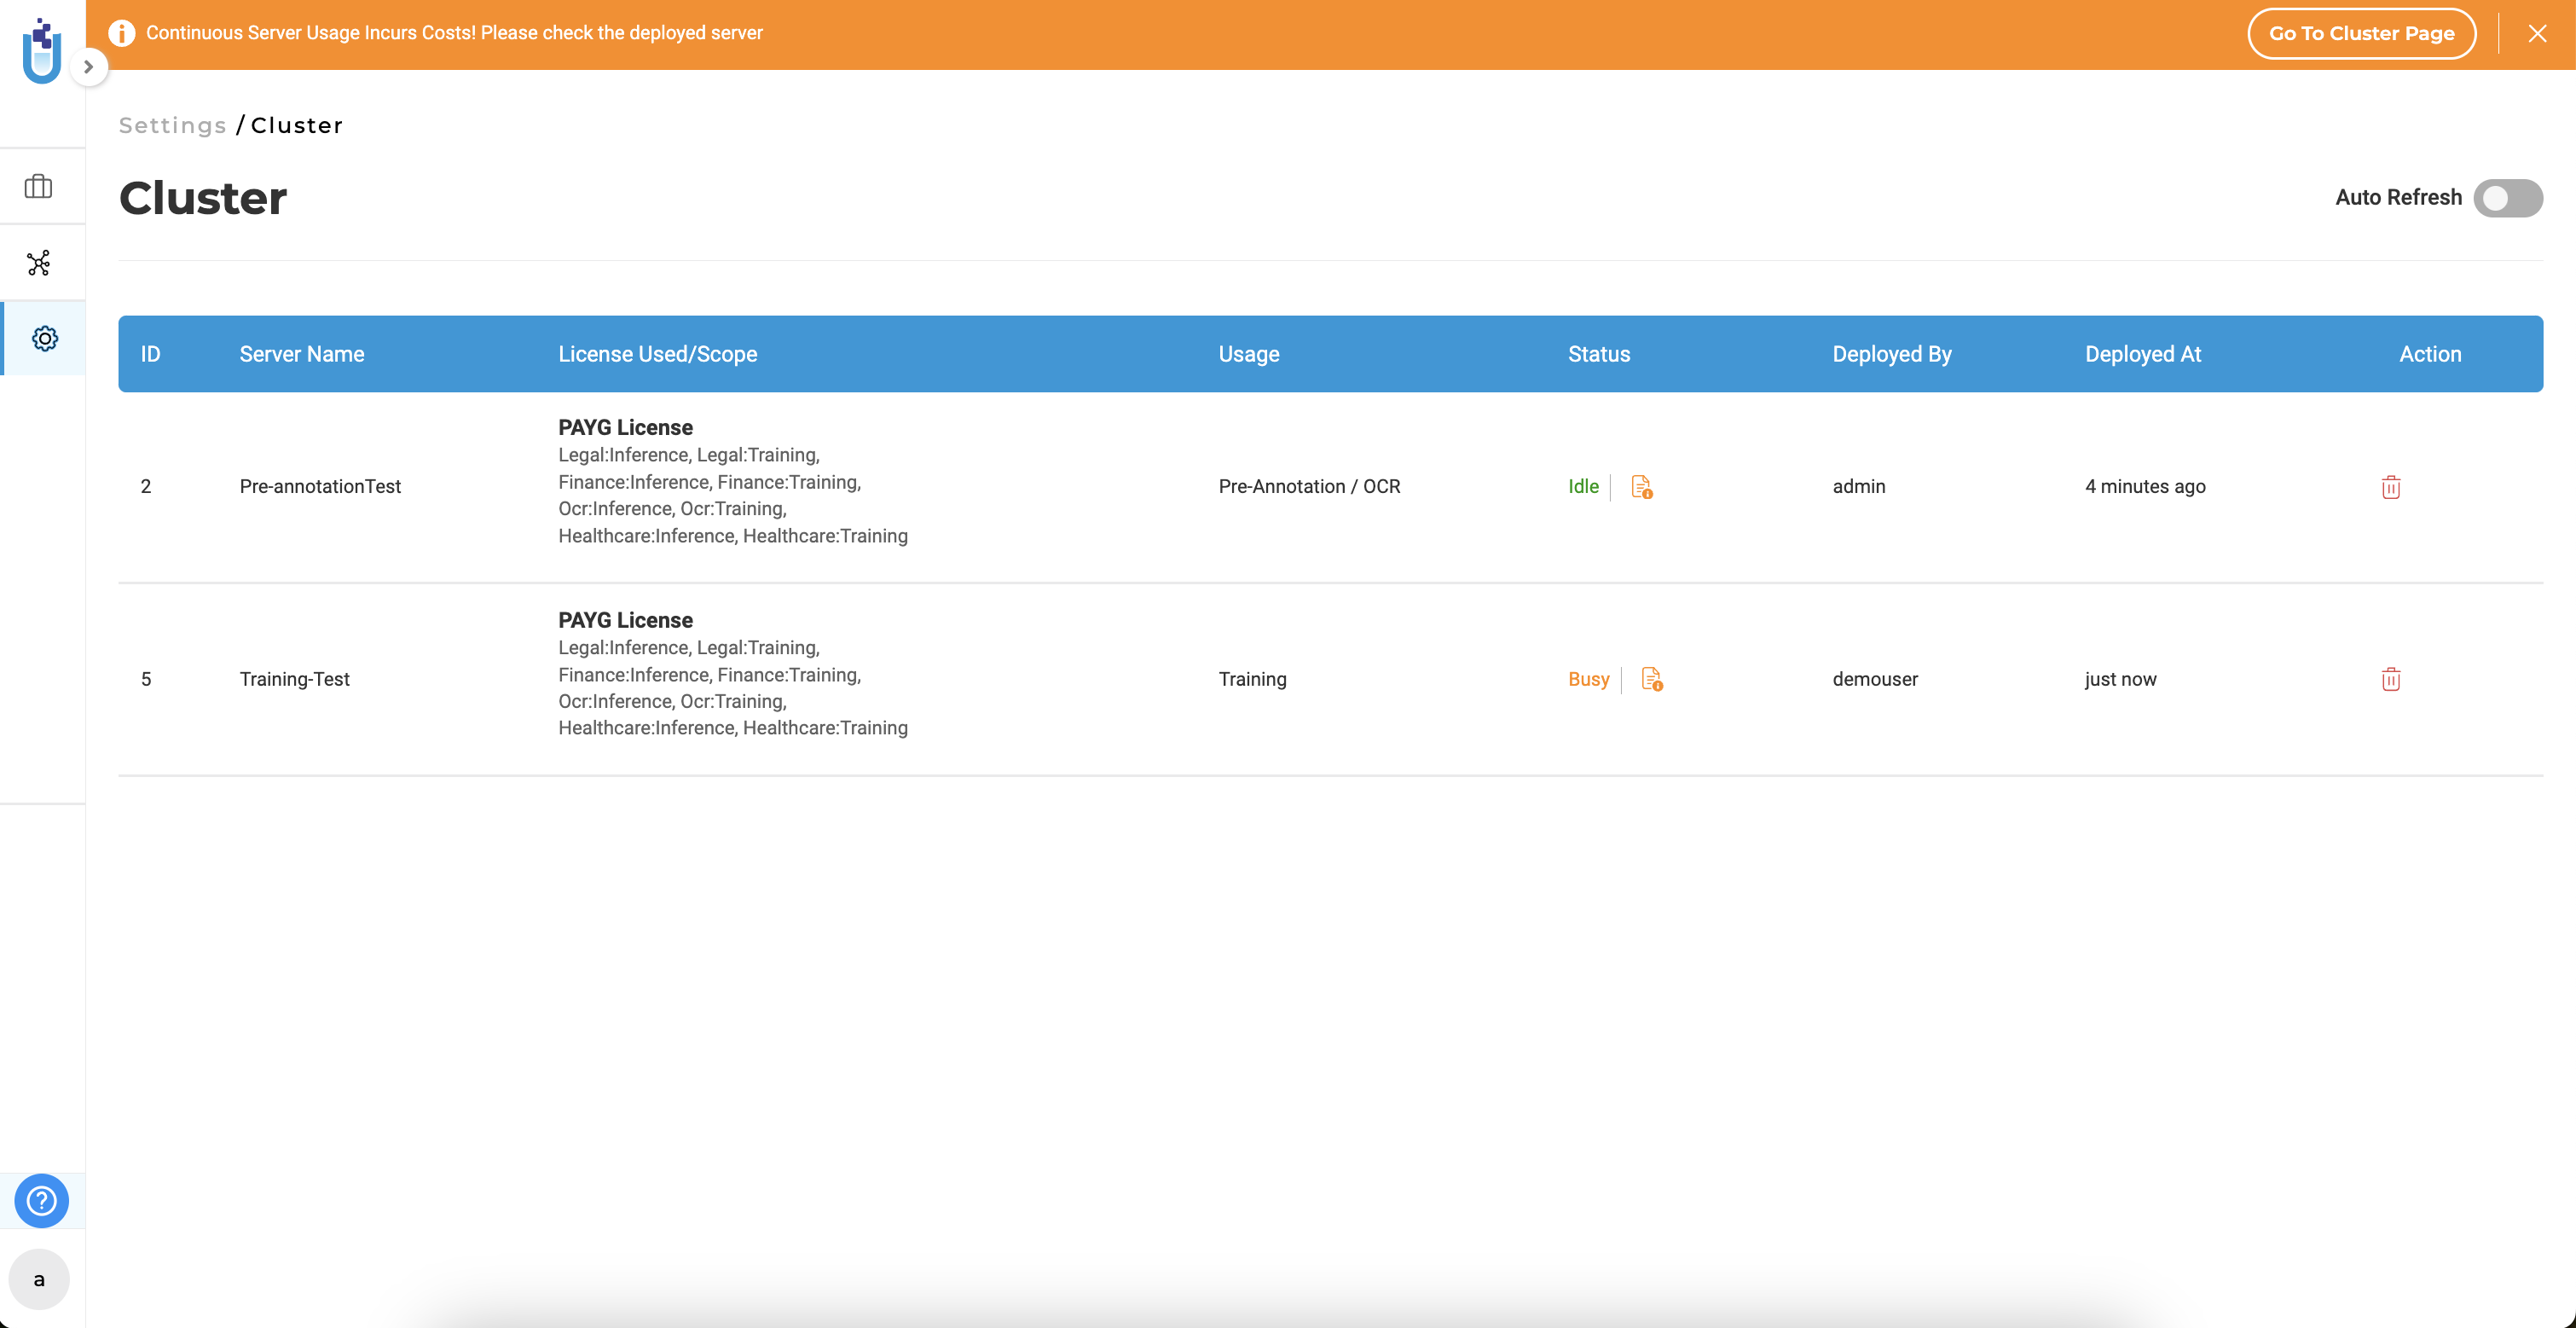 Continuous Server Usage Incurs Costs! Please check the deployed server
Go To Cluster Page
Settings / Cluster
Cluster
Auto Refresh
ID Server Name License Used/Scope Usage Status Deployed By Deployed At Action
PAYG License
Legal:Inference, Legal:Training,
Finance:Inference, Finance:Training,
2 Pre-annotationTest Pre-Annotation / OCR Idle admin 4 minutes ago
Ocr:Inference, Ocr:Training,
Healthcare:Inference, Healthcare:Training
PAYG License
Legal:Inference, Legal:Training,
Finance:Inference, Finance:Training,
5 Training-Test Training Busy demouser just now
Ocr:Inference, Ocr:Training,
Healthcare:Inference, Healthcare:Training
?
a